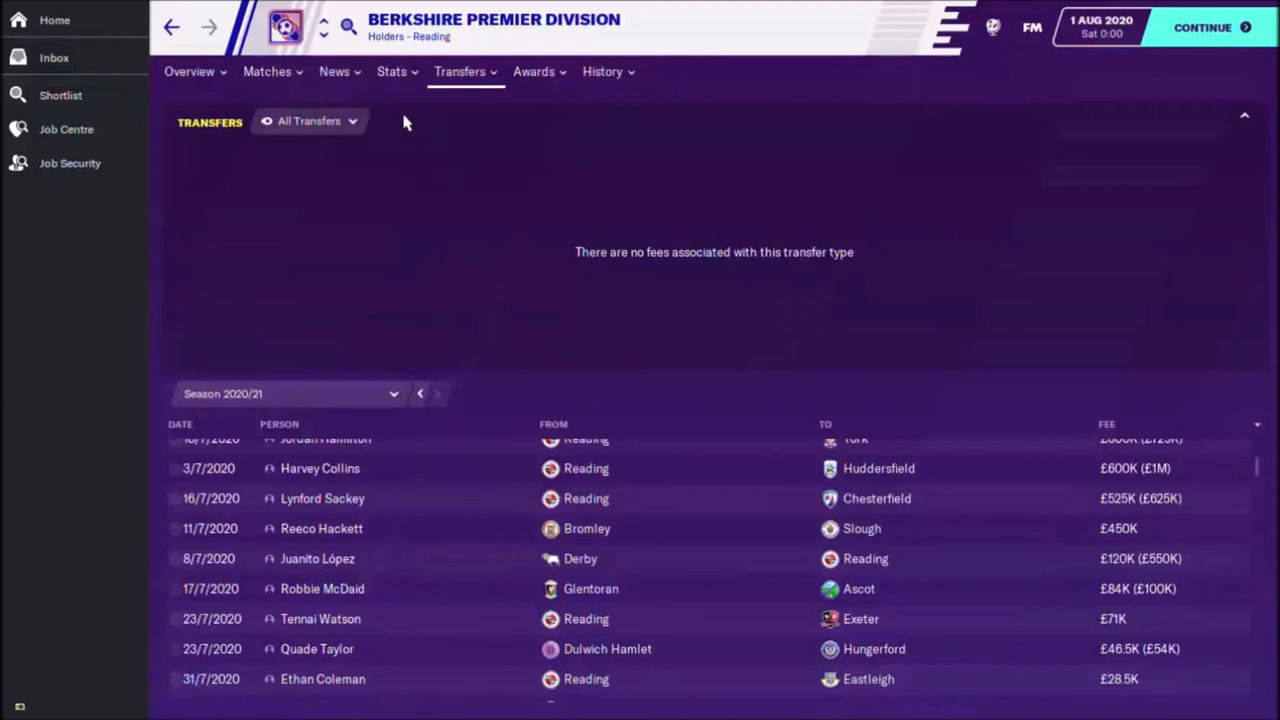 Home
Inbox
Shortlist
Job Centre
Job Security
BERKSHIRE PREMIER DIVISION
Holders - Reading
FM
1 AUG 2020
Sat 0:00
CONTINUE
Overview Matches News Stats Transfers Awards History
TRANSFERS All Transfers
There are no fees associated with this transfer type
Season 2020/21
DATE PERSON FROM TO FEE
Jordan Hamilton Reading York
3/7/2020 Harvey Collins Reading Huddersfield £600K (£1M)
16/7/2020 Lynford Sackey Reading Chesterfield £525K (£625K)
11/7/2020 Reeco Hackett Bromley Slough £450K
8/7/2020 Juanito López Derby Reading £120K (£550K)
17/7/2020 Robbie McDaid Glentoran Ascot £84K (£100K)
23/7/2020 Tennai Watson Reading Exeter £71K
23/7/2020 Quade Taylor Dulwich Hamlet Hungerford £46.5K (£54K)
31/7/2020 Ethan Coleman Reading Eastleigh £28.5K